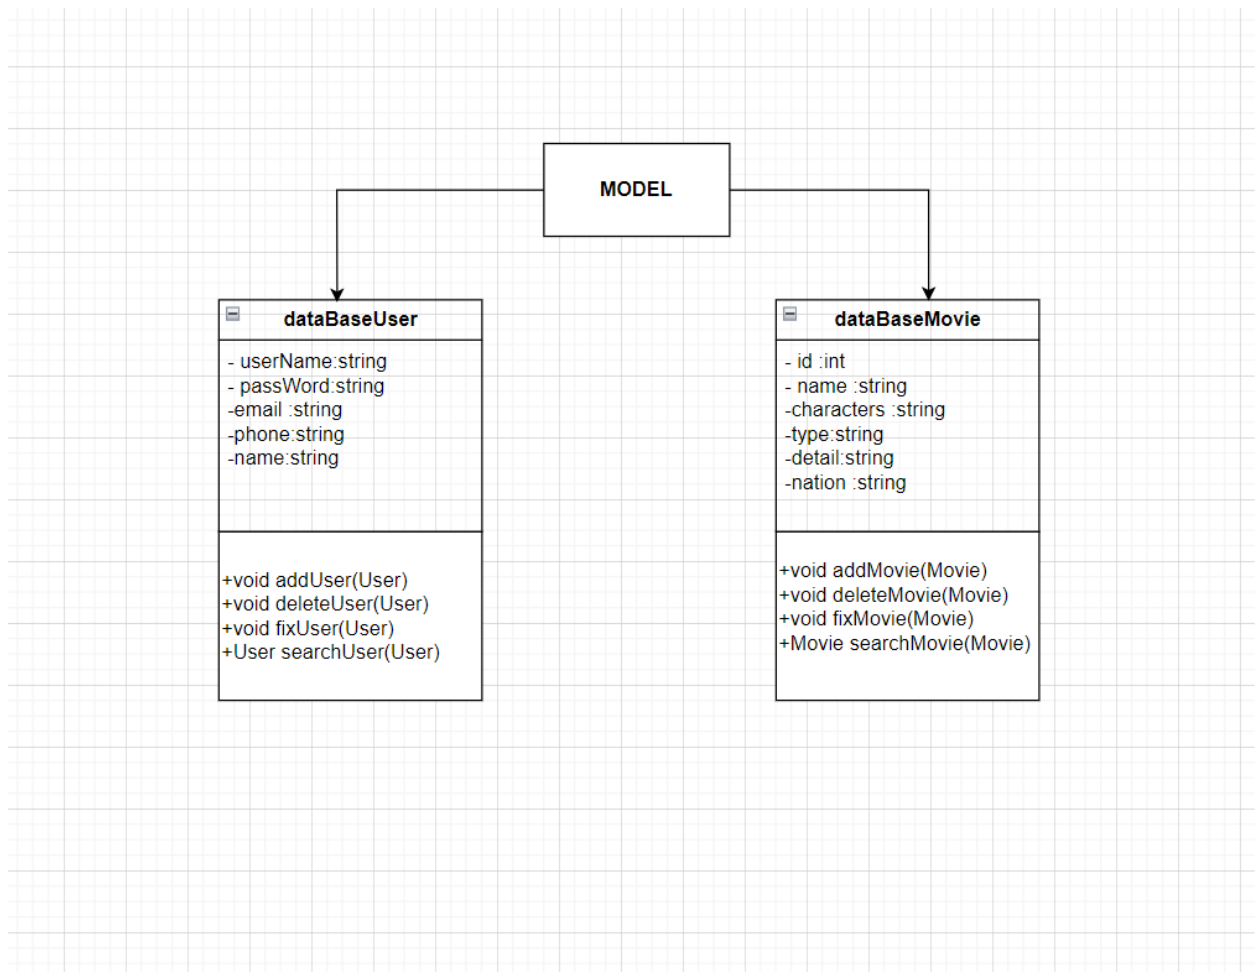 MODEL
dataBaseUser
- userName:string
- passWord:string
-email :string
-phone:string
-name:string
+void addUser(User)
+void deleteUser(User)
+void fixUser(User)
+User searchUser(User)
dataBaseMovie
- id :int
- name :string
-characters :string
-type:string
-detail:string
-nation :string
+void addMovie(Movie)
+void deleteMovie(Movie)
+void fixMovie(Movie)
+Movie searchMovie(Movie)